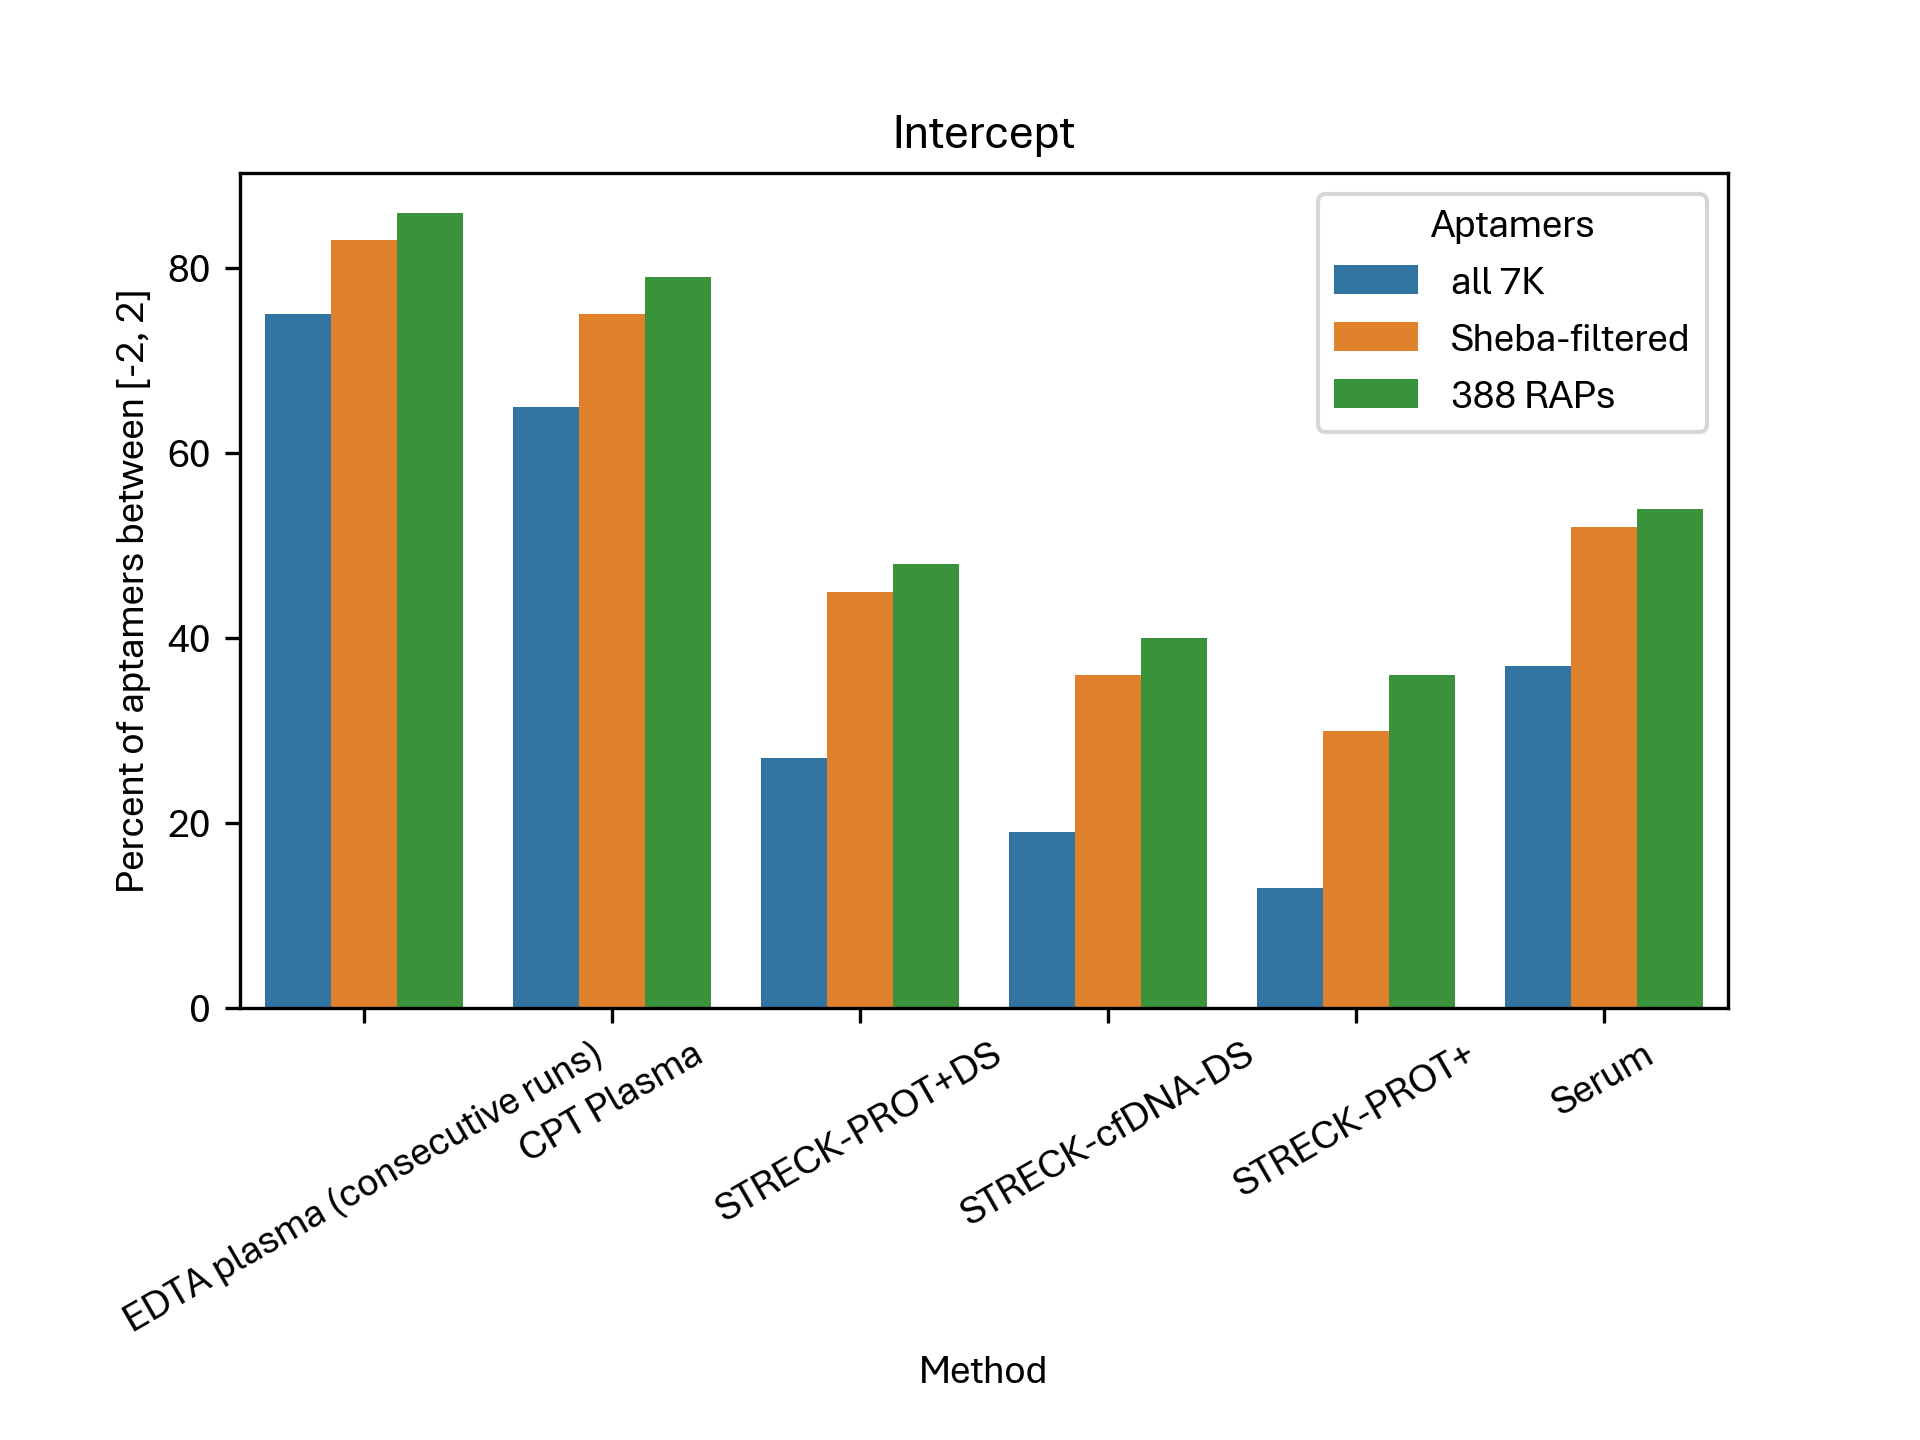 Intercept
Percent of aptamers between [-2, 2]
80
60
40
20
0
Aptamers
all 7K
Sheba-filtered
388 RAPs
EDTA plasma (consecutive runs)
CPT Plasma
STRECK-PROT+DS
STRECK-cfDNA-DS
STRECK-PROT+
Serum
Method